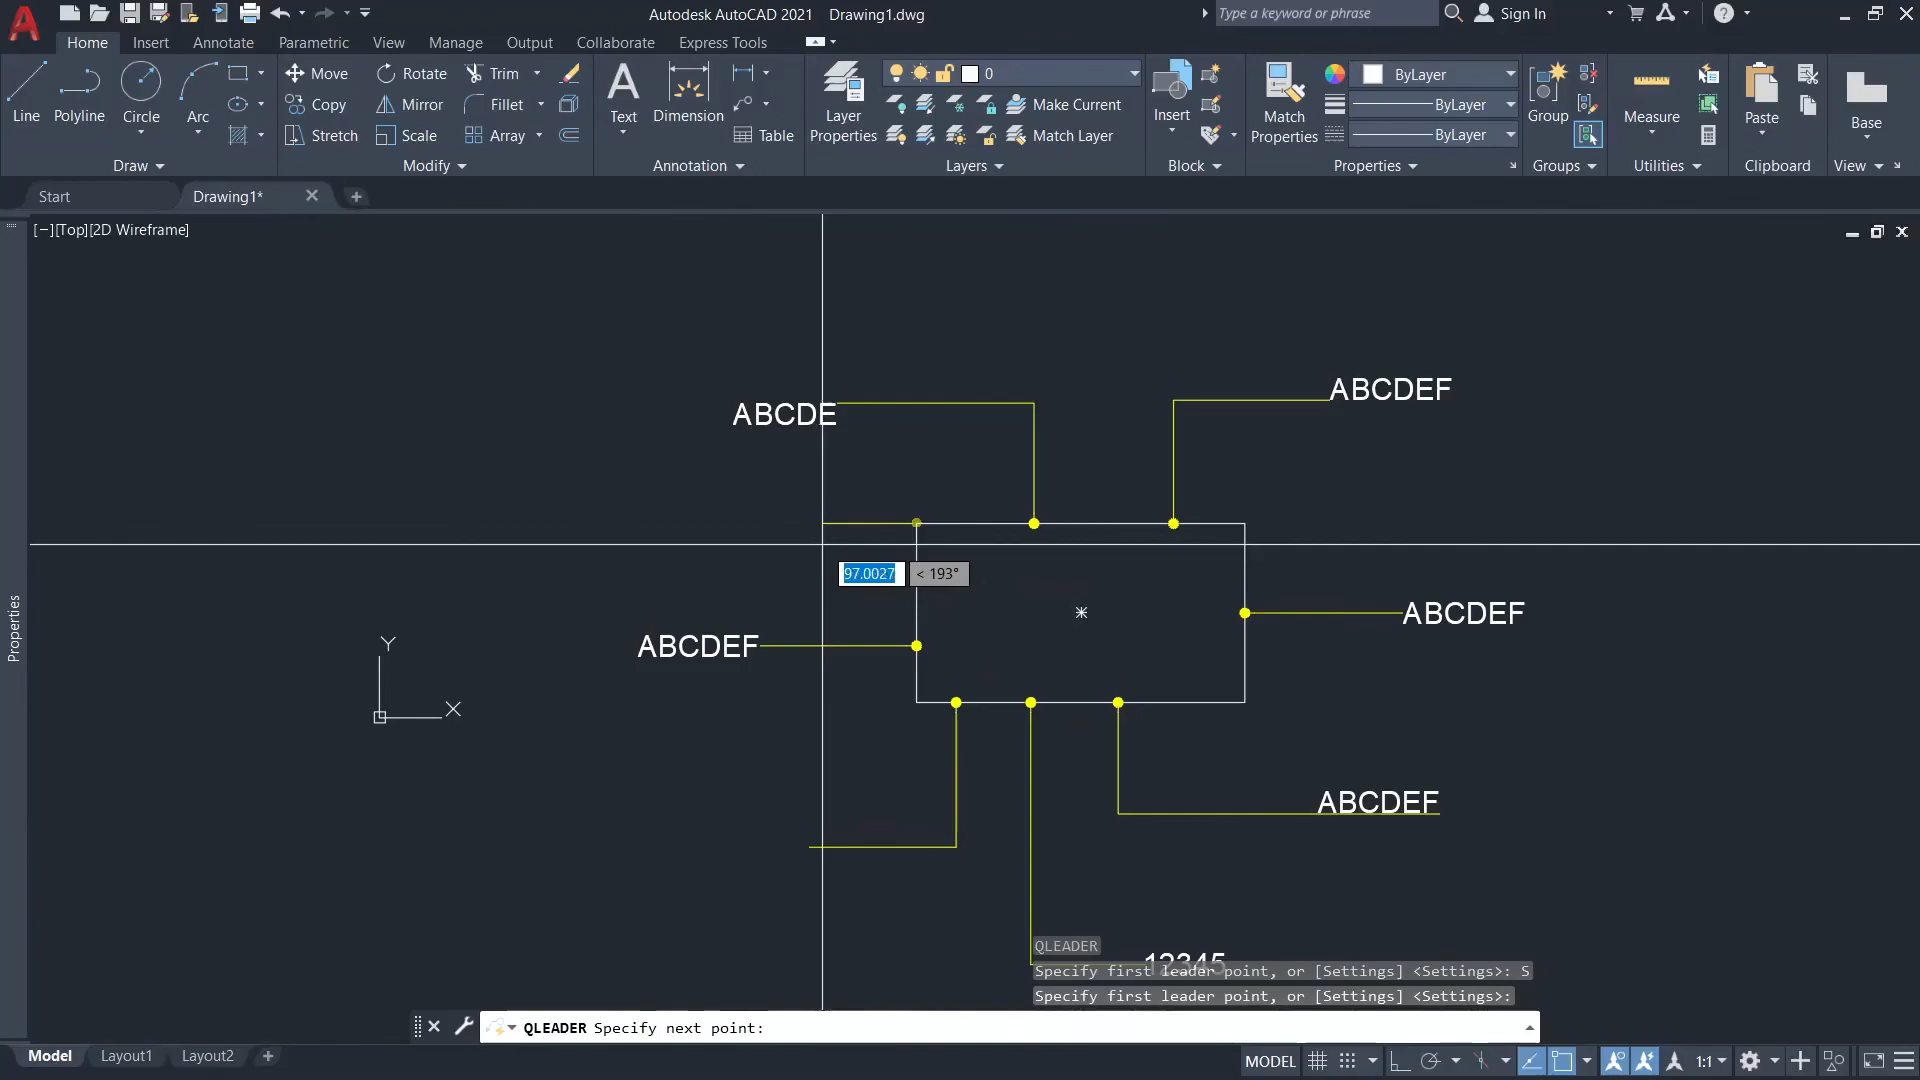 Autodesk AutoCAD 2021 Drawing1.dwg
Type a keyword or phrase
Sign In
Home Insert Annotate Parametric View Manage Output Collaborate Express Tools
Line
Polyline
Circle
Arc
Draw
Move Rotate Trim
Copy Mirror Fillet
Stretch Scale Array
Modify
Text
Dimension
Table
Annotation
Layer
Properties
0
Make Current
Match Layer
Layers
Insert
Block
Match
Properties
ByLayer
ByLayer
ByLayer
Properties
Group
Groups
Measure
Utilities
Paste
Clipboard
Base
View
Start Drawing1*
[−][Top][2D Wireframe]
ABCDE
ABCDEF
97.0027 < 193°
ABCDEF
ABCDEF
ABCDEF
12345
Properties
Y
X
QLEADER
Specify first leader point, or [Settings] <Settings>: S
Specify first leader point, or [Settings] <Settings>:
QLEADER Specify next point:
Model Layout1 Layout2
MODEL
1:1